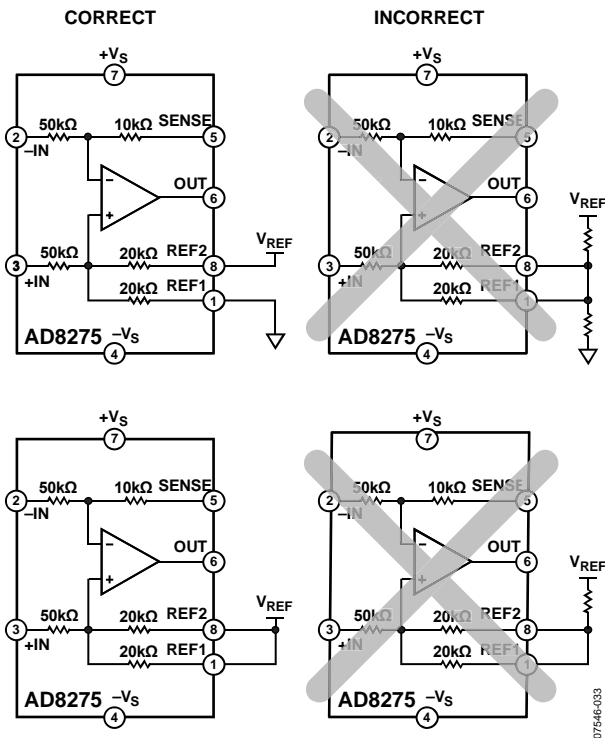 CORRECT
INCORRECT
+VS
7
50kΩ
10kΩ SENSE
2
–IN
5
–
OUT
6
+
50kΩ
20kΩ
REF2
VREF
3
+IN
8
20kΩ
REF1
1
AD8275
–VS
4
+VS
7
50kΩ
10kΩ SENSE
2
–IN
5
–
OUT
6
+
VREF
50kΩ
20kΩ
REF2
3
+IN
8
20kΩ
REF1
1
AD8275
–VS
4
+VS
7
50kΩ
10kΩ SENSE
2
–IN
5
–
OUT
6
+
50kΩ
20kΩ
REF2
VREF
3
+IN
8
20kΩ
REF1
1
AD8275
–VS
4
+VS
7
50kΩ
10kΩ SENSE
2
–IN
5
–
OUT
6
+
VREF
50kΩ
20kΩ
REF2
3
+IN
8
20kΩ
REF1
1
AD8275
–VS
4
07546-033